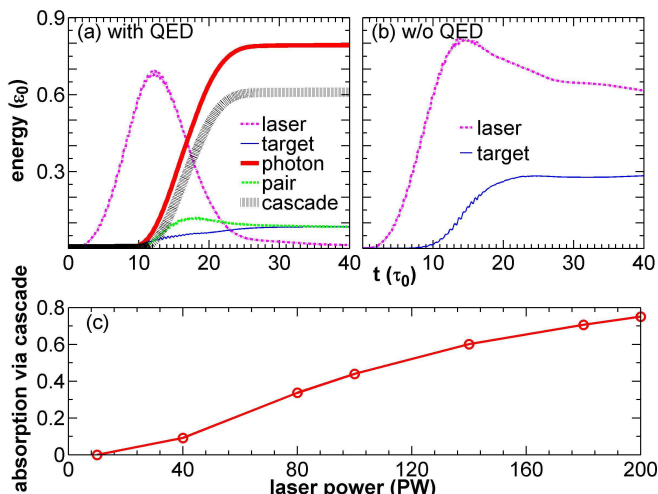 (a) with QED
(b) w/o QED
energy (ε₀)
0.9
0.6
0.3
laser
target
photon
pair
cascade
laser
target
0 10 20 30 40 0 10 20 30 40
t (τ₀)
(c)
absorption via cascade
0.8
0.6
0.4
0.2
0
0 40 80 120 160 200
laser power (PW)